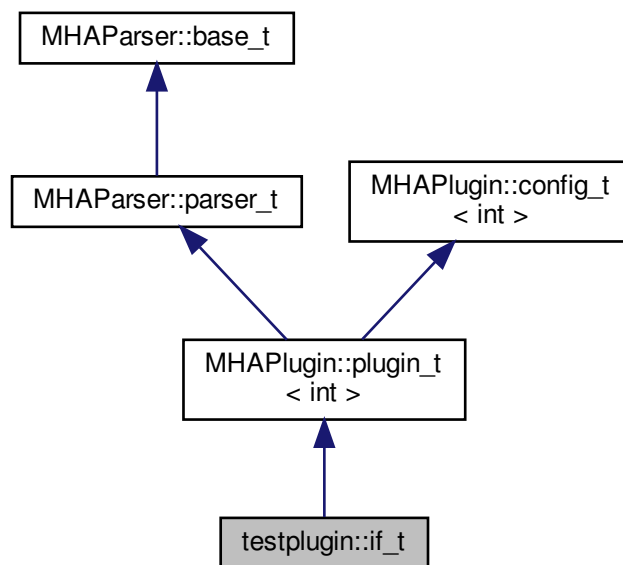 MHAParser::base_t
MHAParser::parser_t
MHAPlugin::config_t
< int >
MHAPlugin::plugin_t
< int >
testplugin::if_t